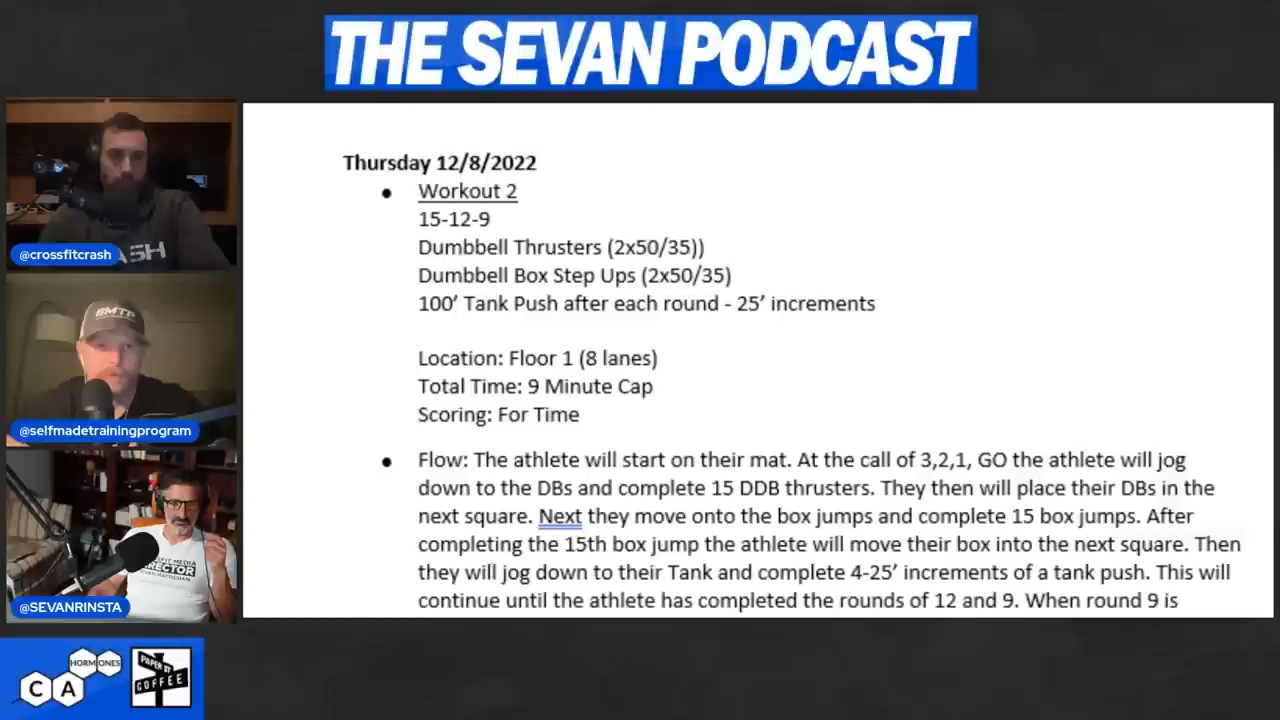 THE SEVAN PODCAST
@crossfitcrash
SMTP
@selfmadetrainingprogram
DIRECTOR
@SEVANRINSTA
CA
HORMONES
PAPER ST
COFFEE
Thursday 12/8/2022
● Workout 2
15-12-9
Dumbbell Thrusters (2x50/35))
Dumbbell Box Step Ups (2x50/35)
100’ Tank Push after each round - 25’ increments
Location: Floor 1 (8 lanes)
Total Time: 9 Minute Cap
Scoring: For Time
● Flow: The athlete will start on their mat. At the call of 3,2,1, GO the athlete will jog
down to the DBs and complete 15 DDB thrusters. They then will place their DBs in the
next square. Next they move onto the box jumps and complete 15 box jumps. After
completing the 15th box jump the athlete will move their box into the next square. Then
they will jog down to their Tank and complete 4-25’ increments of a tank push. This will
continue until the athlete has completed the rounds of 12 and 9. When round 9 is